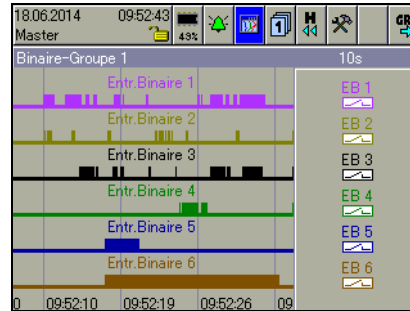 18.06.2014 09:52:43
Master 49% 1 H GR
Binaire-Groupe 1 10s
Entr.Binaire 1 EB 1
Entr.Binaire 2 EB 2
Entr.Binaire 3 EB 3
Entr.Binaire 4 EB 4
Entr.Binaire 5 EB 5
Entr.Binaire 6 EB 6
0 09:52:10 09:52:19 09:52:26 09